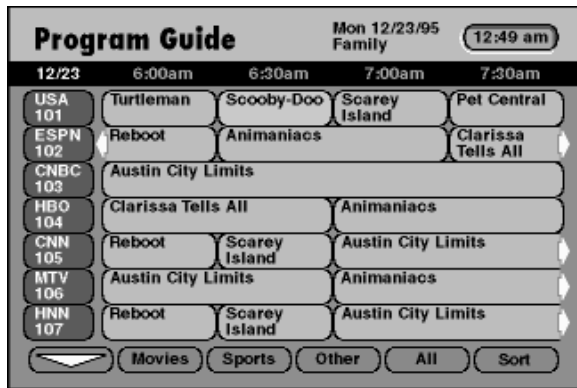 Program Guide
Mon 12/23/95
Family
12:49 am
12/23 6:00am 6:30am 7:00am 7:30am
USA
101
Turtleman
Scooby-Doo
Scarey
Island
Pet Central
ESPN
102
Reboot
Animaniacs
Clarissa
Tells All
CNBC
103
Austin City Limits
HBO
104
Clarissa Tells All
Animaniacs
CNN
105
Reboot
Scarey
Island
Austin City Limits
MTV
106
Austin City Limits
Animaniacs
HNN
107
Reboot
Scarey
Island
Austin City Limits
Movies Sports Other All Sort